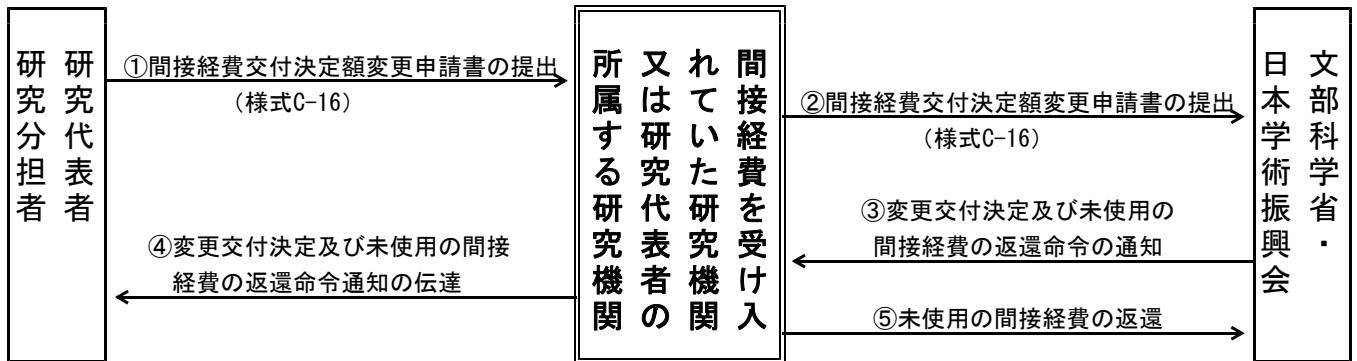 研究代表者
研究分担者
①間接経費交付決定額変更申請書の提出
（様式C-16）
④変更交付決定及び未使用の間接
経費の返還命令通知の伝達
間接経費を受け入
れていた研究機関
又は研究代表者の
所属する研究機関
②間接経費交付決定額変更申請書の提出
（様式C-16）
③変更交付決定及び未使用の
間接経費の返還命令の通知
⑤未使用の間接経費の返還
文部科学省・
日本学術振興会